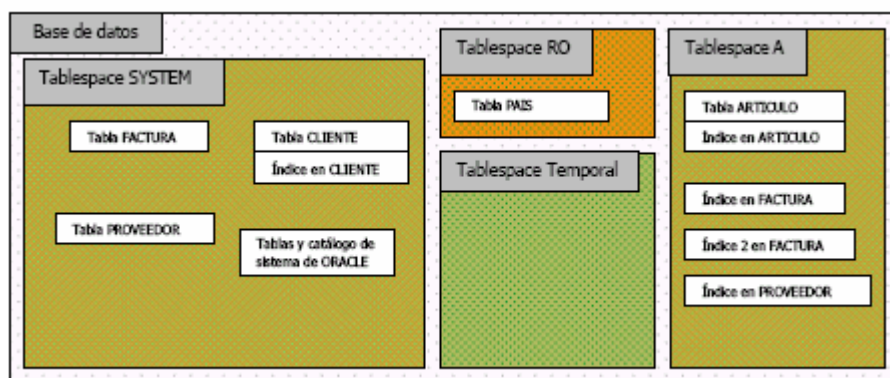 Base de datos
Tablespace SYSTEM
Tabla FACTURA
Tabla CLIENTE
Índice en CLIENTE
Tabla PROVEEDOR
Tablas y catálogo de
sistema de ORACLE
Tablespace RO
Tabla PAIS
Tablespace Temporal
Tablespace A
Tabla ARTICULO
Índice en ARTICULO
Índice en FACTURA
Índice 2 en FACTURA
Índice en PROVEEDOR